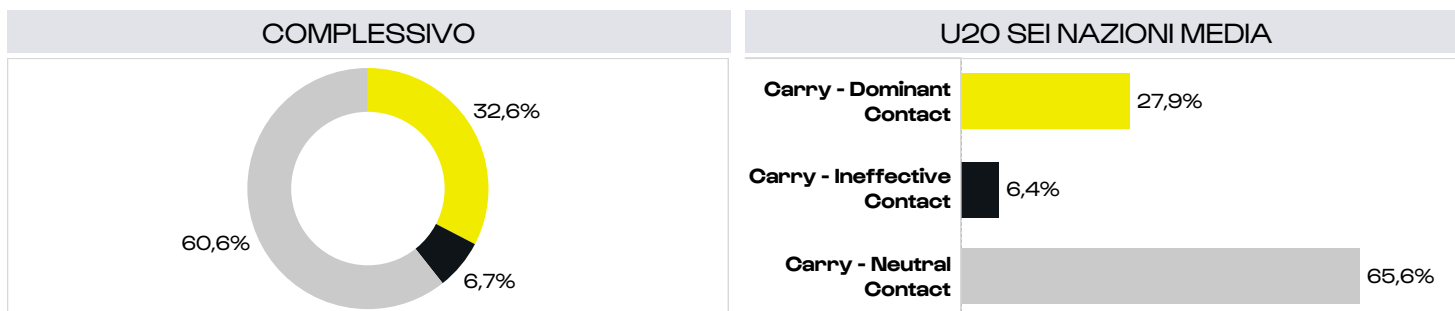 COMPLESSIVO
32,6%
60,6%
6,7%
U20 SEI NAZIONI MEDIA
Carry - Dominant
Contact
27,9%
Carry - Ineffective
Contact
6,4%
Carry - Neutral
Contact
65,6%